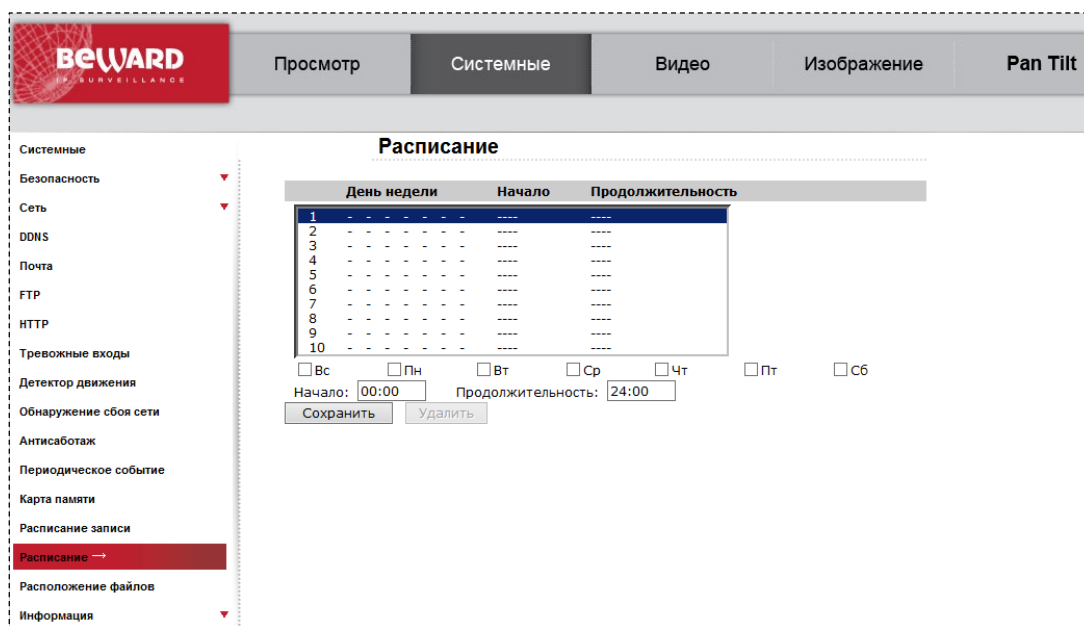 BEWARD
IP SURVEILLANCE
Просмотр Системные Видео Изображение Pan Tilt
Системные
Безопасность
Сеть
DDNS
Почта
FTP
HTTP
Тревожные входы
Детектор движения
Обнаружение сбоя сети
Антисаботаж
Периодическое событие
Карта памяти
Расписание записи
Расписание →
Расположение файлов
Информация
Расписание
День недели Начало Продолжительность
1 - - - - - - - ---- ----
2 - - - - - - - ---- ----
3 - - - - - - - ---- ----
4 - - - - - - - ---- ----
5 - - - - - - - ---- ----
6 - - - - - - - ---- ----
7 - - - - - - - ---- ----
8 - - - - - - - ---- ----
9 - - - - - - - ---- ----
10 - - - - - - - ---- ----
Вс Пн Вт Ср Чт Пт Сб
Начало: 00:00 Продолжительность: 24:00
Сохранить Удалить